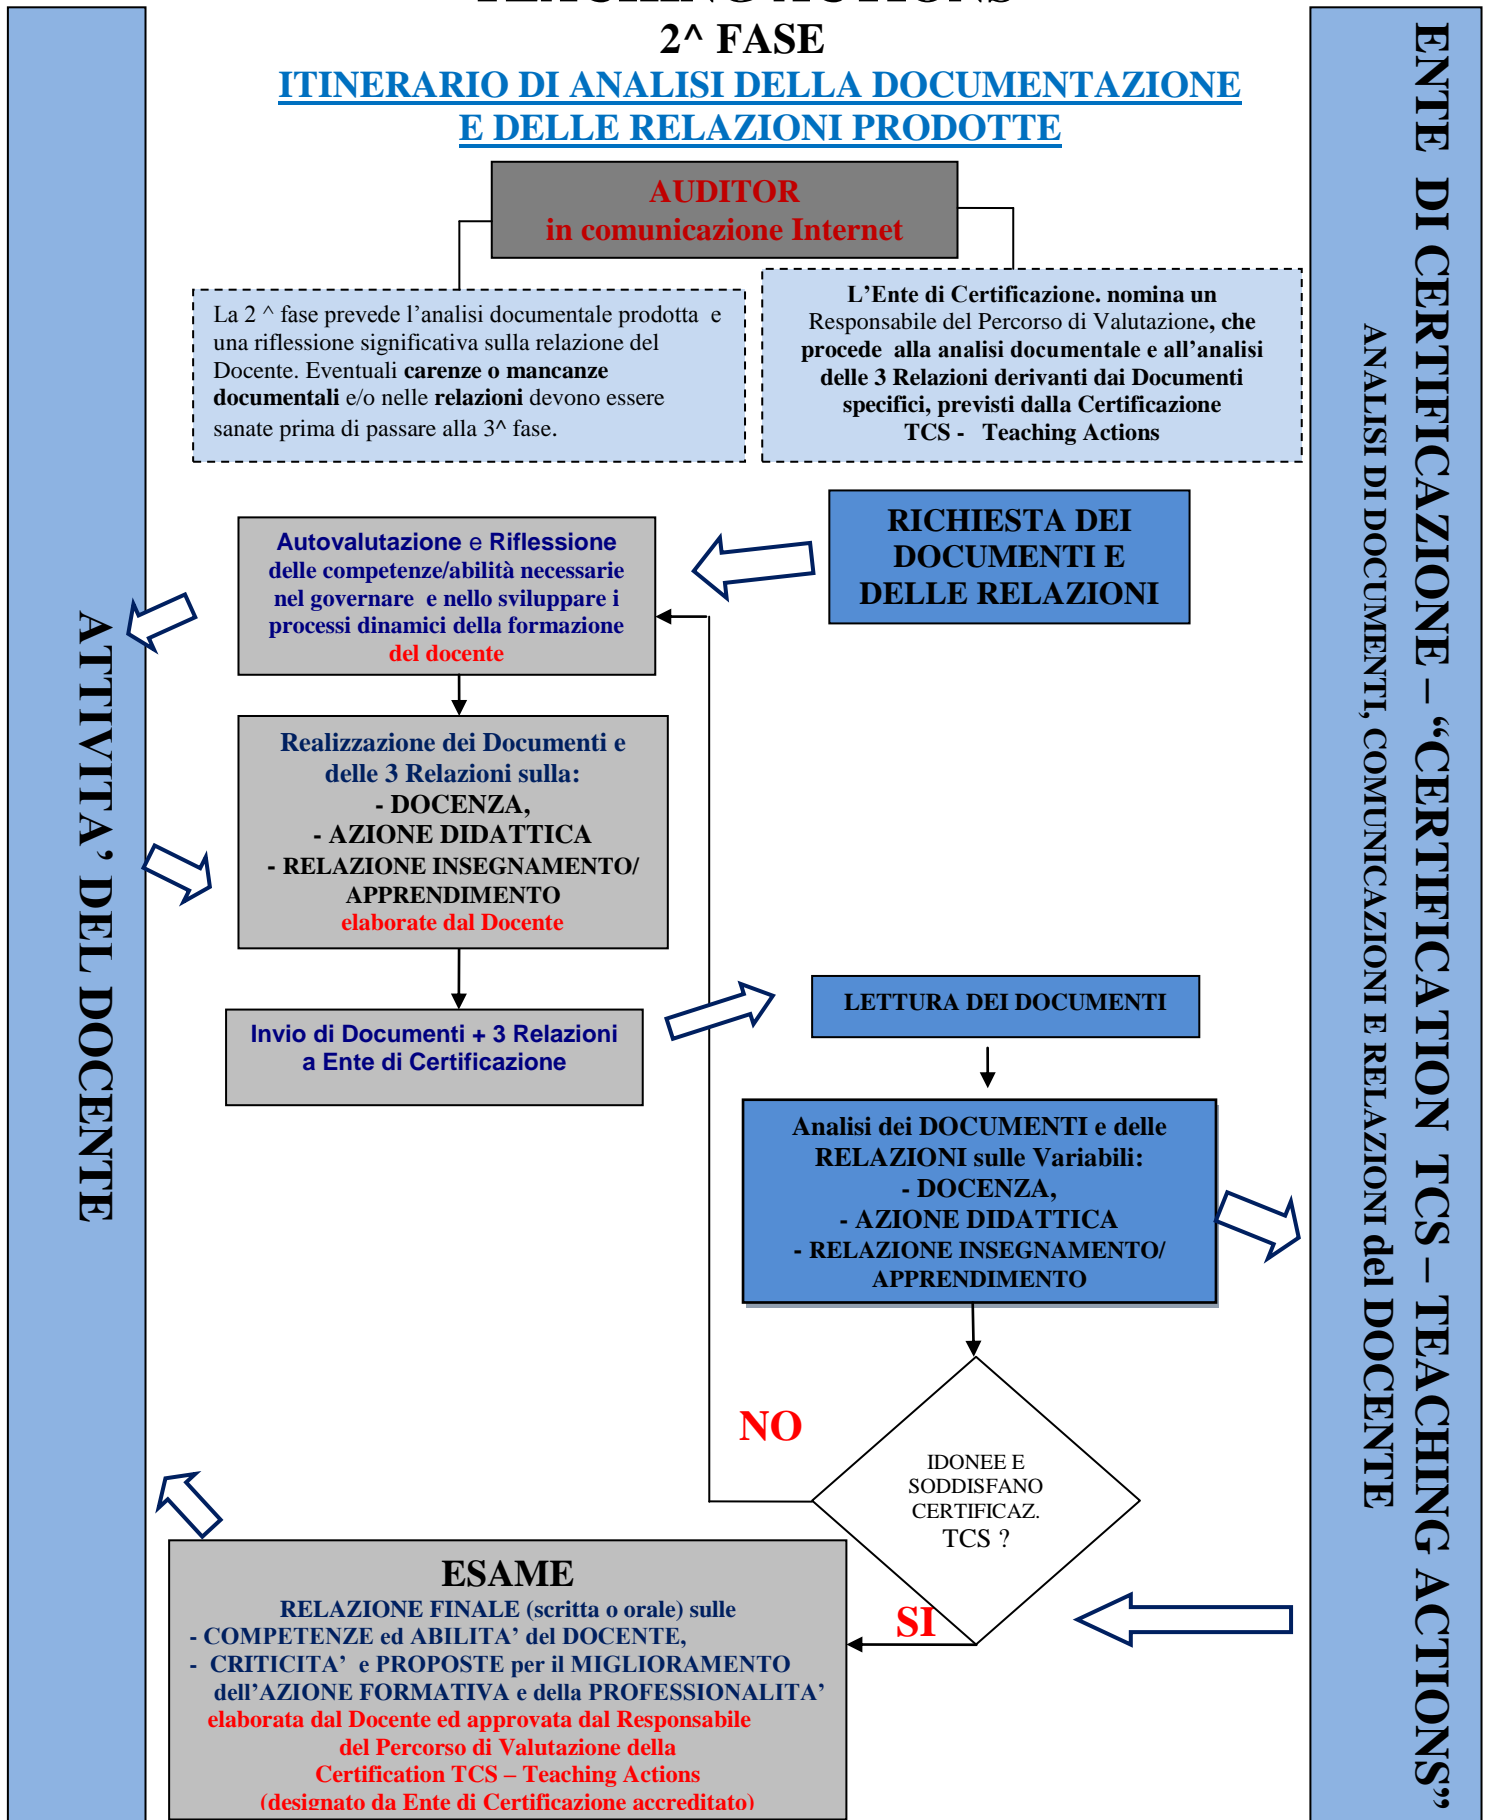 TEACHING ACTIONS
2^ FASE
ITINERARIO DI ANALISI DELLA DOCUMENTAZIONE
E DELLE RELAZIONI PRODOTTE
AUDITOR
in comunicazione Internet
La 2 ^ fase prevede l’analisi documentale prodotta e
una riflessione significativa sulla relazione del
Docente. Eventuali carenze o mancanze
documentali e/o nelle relazioni devono essere
sanate prima di passare alla 3^ fase.
L’Ente di Certificazione. nomina un
Responsabile del Percorso di Valutazione, che
procede alla analisi documentale e all’analisi
delle 3 Relazioni derivanti dai Documenti
specifici, previsti dalla Certificazione
TCS - Teaching Actions
RICHIESTA DEI
DOCUMENTI E
DELLE RELAZIONI
Autovalutazione e Riflessione
delle competenze/abilità necessarie
nel governare e nello sviluppare i
processi dinamici della formazione
del docente
Realizzazione dei Documenti e
delle 3 Relazioni sulla:
- DOCENZA,
- AZIONE DIDATTICA
- RELAZIONE INSEGNAMENTO/
APPRENDIMENTO
elaborate dal Docente
Invio di Documenti + 3 Relazioni
a Ente di Certificazione
LETTURA DEI DOCUMENTI
Analisi dei DOCUMENTI e delle
RELAZIONI sulle Variabili:
- DOCENZA,
- AZIONE DIDATTICA
- RELAZIONE INSEGNAMENTO/
APPRENDIMENTO
NO
IDONEE E
SODDISFANO
CERTIFICAZ.
TCS ?
SI
ESAME
RELAZIONE FINALE (scritta o orale) sulle
- COMPETENZE ed ABILITA’ del DOCENTE,
- CRITICITA’ e PROPOSTE per il MIGLIORAMENTO
dell’AZIONE FORMATIVA e della PROFESSIONALITA’
elaborata dal Docente ed approvata dal Responsabile
del Percorso di Valutazione della
Certification TCS – Teaching Actions
(designato da Ente di Certificazione accreditato)
ATTIVITA’ DEL DOCENTE
ENTE DI CERTIFICAZIONE – “CERTIFICATION TCS – TEACHING ACTIONS”
ANALISI DI DOCUMENTI, COMUNICAZIONI E RELAZIONI del DOCENTE